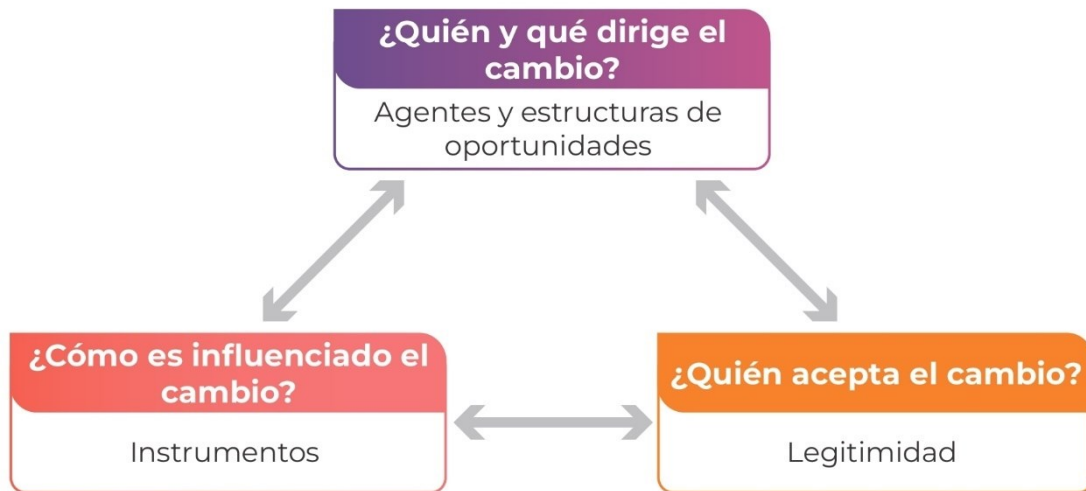 ¿Quién y qué dirige el
cambio?
Agentes y estructuras de
oportunidades
¿Cómo es influenciado el
cambio?
Instrumentos
¿Quién acepta el cambio?
Legitimidad